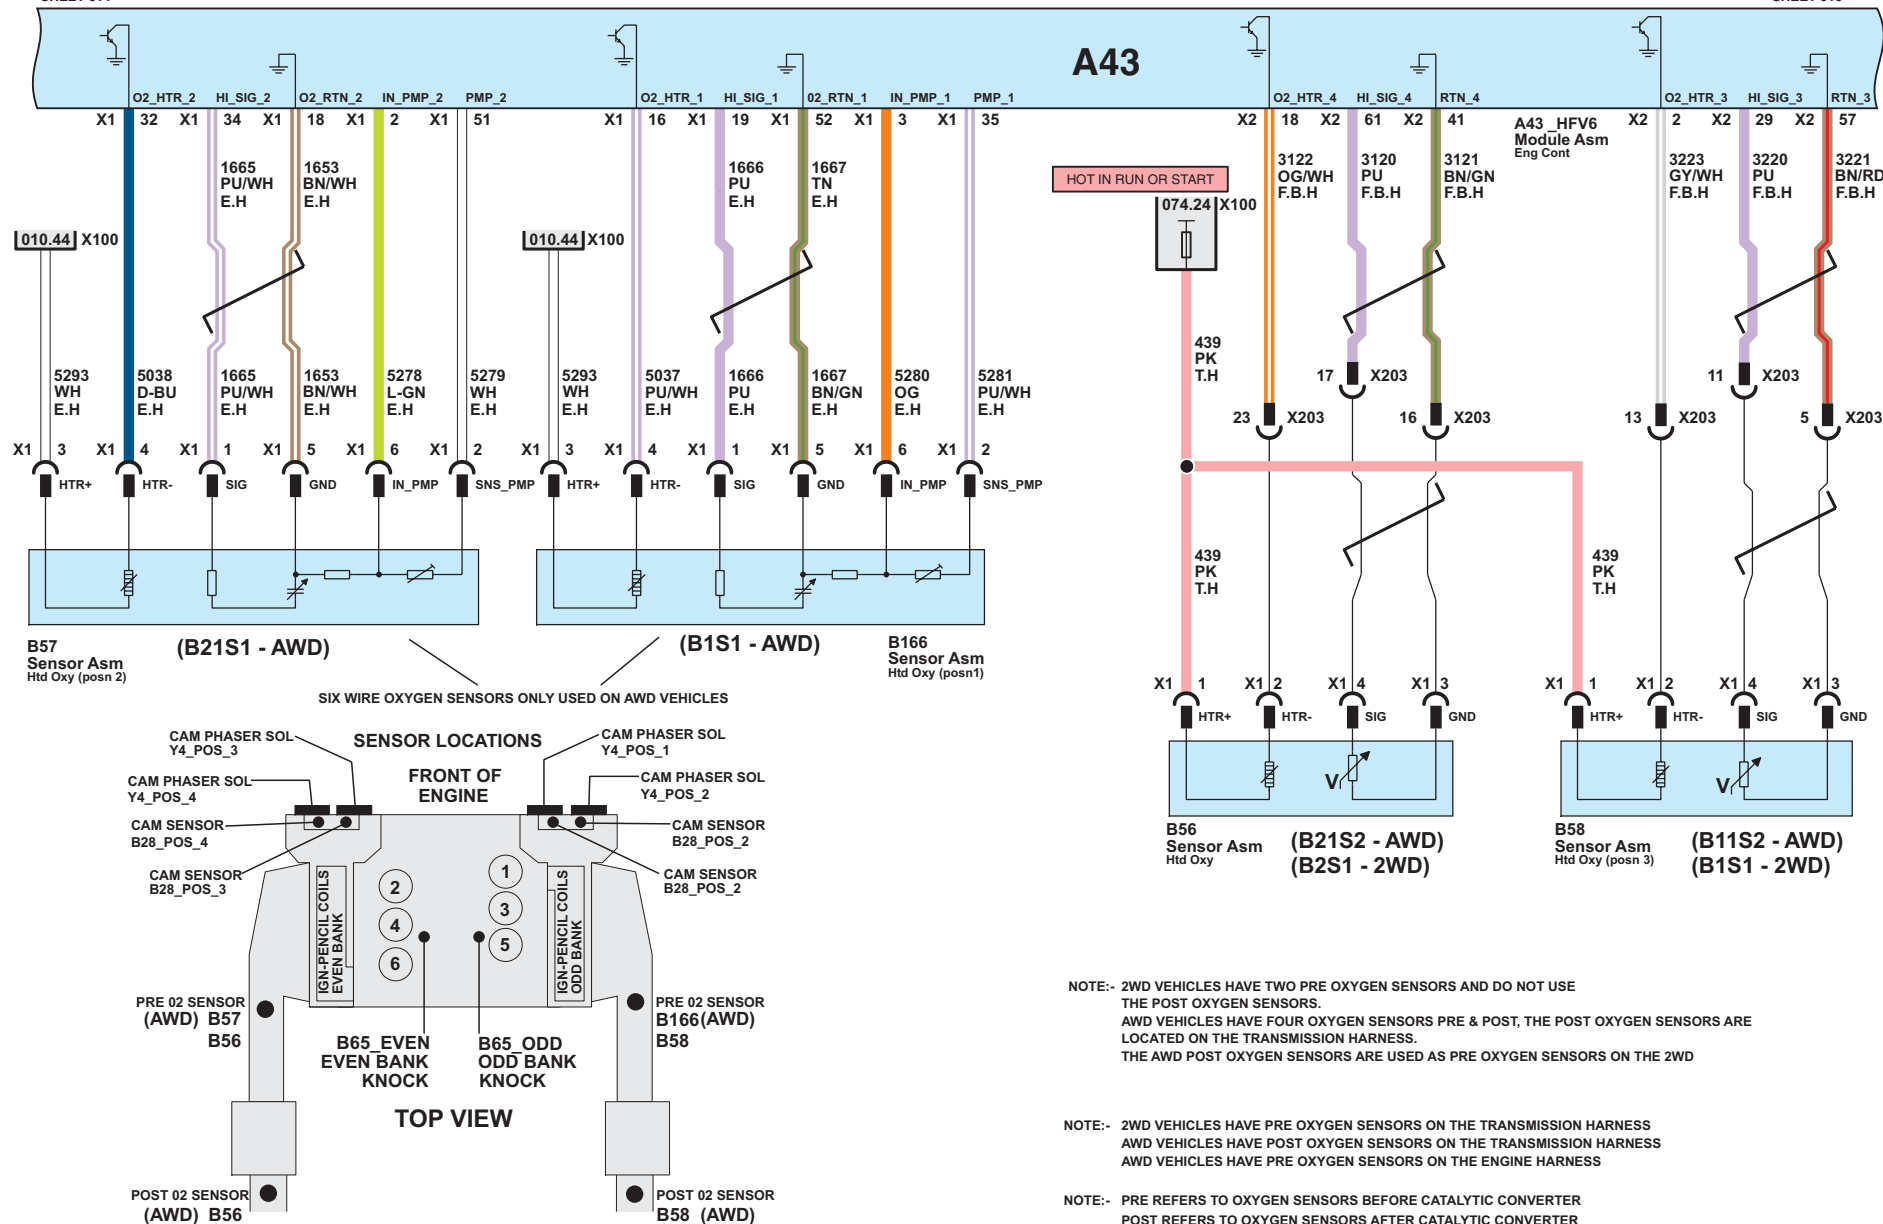 A43
O2_HTR_2 HI_SIG_2 O2_RTN_2 IN_PMP_2 PMP_2
O2_HTR_1 HI_SIG_1 02_RTN_1 IN_PMP_1 PMP_1
O2_HTR_4 HI_SIG_4 RTN_4
O2_HTR_3 HI_SIG_3 RTN_3
X1 32 X1 34 X1 18 X1 2 X1 51
X1 16 X1 19 X1 52 X1 3 X1 35
X2 18 X2 61 X2 41
A43 _HFV6
Module Asm
Eng Cont
X2 2 X2 29 X2 57
1665
PU/WH
E.H
1653
BN/WH
E.H
1666
PU
E.H
1667
TN
E.H
HOT IN RUN OR START
074.24 X100
3122
OG/WH
F.B.H
3120
PU
F.B.H
3121
BN/GN
F.B.H
3223
GY/WH
F.B.H
3220
PU
F.B.H
3221
BN/RD
F.B.H
010.44 X100
010.44 X100
439
PK
T.H
5293
WH
E.H
5038
D-BU
E.H
1665
PU/WH
E.H
1653
BN/WH
E.H
5278
L-GN
E.H
5279
WH
E.H
5293
WH
E.H
5037
PU/WH
E.H
1666
PU
E.H
1667
BN/GN
E.H
5280
OG
E.H
5281
PU/WH
E.H
17 X203
11 X203
23 X203
16 X203
13 X203
5 X203
X1 3 X1 4 X1 1 X1 5 X1 6 X1 2
X1 3 X1 4 X1 1 X1 5 X1 6 X1 2
HTR+ HTR- SIG GND IN_PMP SNS_PMP
HTR+ HTR- SIG GND IN_PMP SNS_PMP
439
PK
T.H
439
PK
T.H
B57
Sensor Asm
Htd Oxy (posn 2)
(B21S1 - AWD)
(B1S1 - AWD)
B166
Sensor Asm
Htd Oxy (posn1)
SIX WIRE OXYGEN SENSORS ONLY USED ON AWD VEHICLES
X1 1 X1 2 X1 4 X1 3
X1 1 X1 2 X1 4 X1 3
HTR+ HTR- SIG GND
HTR+ HTR- SIG GND
V
V
B56
Sensor Asm
Htd Oxy
(B21S2 - AWD)
(B2S1 - 2WD)
B58
Sensor Asm
Htd Oxy (posn 3)
(B11S2 - AWD)
(B1S1 - 2WD)
SENSOR LOCATIONS
FRONT OF
ENGINE
CAM PHASER SOL
Y4_POS_3
CAM PHASER SOL
Y4_POS_1
CAM PHASER SOL
Y4_POS_4
CAM PHASER SOL
Y4_POS_2
CAM SENSOR
B28_POS_4
CAM SENSOR
B28_POS_2
CAM SENSOR
B28_POS_3
CAM SENSOR
B28_POS_2
IGN-PENCIL COILS
EVEN BANK
2
4
6
1
3
5
IGN-PENCIL COILS
ODD BANK
PRE 02 SENSOR
(AWD) B57
B56
PRE 02 SENSOR
B166(AWD)
B58
B65_EVEN
EVEN BANK
KNOCK
B65_ODD
ODD BANK
KNOCK
TOP VIEW
POST 02 SENSOR
(AWD) B56
POST 02 SENSOR
B58 (AWD)
NOTE:- 2WD VEHICLES HAVE TWO PRE OXYGEN SENSORS AND DO NOT USE
THE POST OXYGEN SENSORS.
AWD VEHICLES HAVE FOUR OXYGEN SENSORS PRE & POST, THE POST OXYGEN SENSORS ARE
LOCATED ON THE TRANSMISSION HARNESS.
THE AWD POST OXYGEN SENSORS ARE USED AS PRE OXYGEN SENSORS ON THE 2WD
NOTE:- 2WD VEHICLES HAVE PRE OXYGEN SENSORS ON THE TRANSMISSION HARNESS
AWD VEHICLES HAVE POST OXYGEN SENSORS ON THE TRANSMISSION HARNESS
AWD VEHICLES HAVE PRE OXYGEN SENSORS ON THE ENGINE HARNESS
NOTE:- PRE REFERS TO OXYGEN SENSORS BEFORE CATALYTIC CONVERTER
POST REFERS TO OXYGEN SENSORS AFTER CATALYTIC CONVERTER